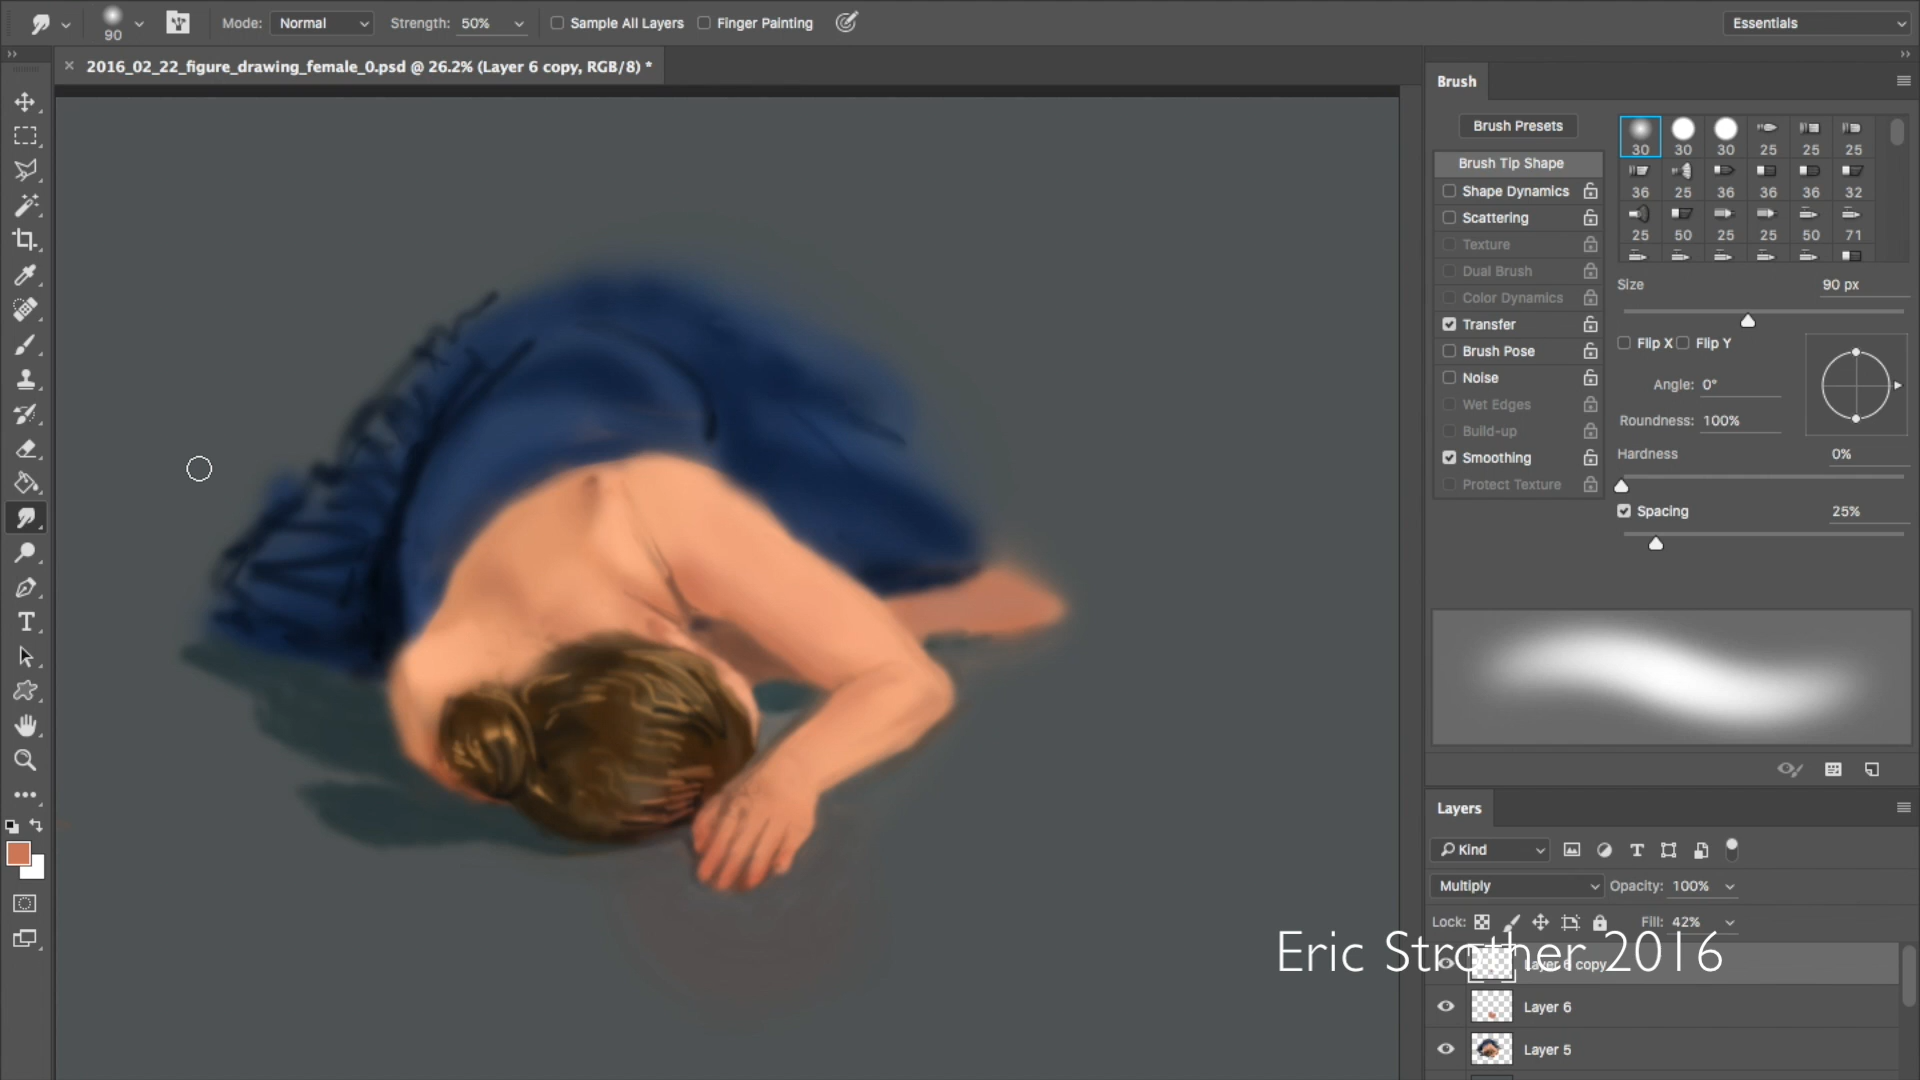 90
Mode: Normal Strength: 50% Sample All Layers Finger Painting Essentials
2016_02_22_figure_drawing_female_0.psd @ 26.2% (Layer 6 copy, RGB/8) *
Brush
Brush Presets
30 30 30 25 25 25
36 25 36 36 36 32
25 50 25 25 50 71
Brush Tip Shape
Shape Dynamics
Scattering
Texture
Dual Brush
Color Dynamics
Transfer
Brush Pose
Noise
Wet Edges
Build-up
Smoothing
Protect Texture
Size 90 px
Flip X Flip Y
Angle: 0°
Roundness: 100%
Hardness 0%
Spacing 25%
Layers
Kind
Multiply Opacity: 100%
Lock: Fill: 42%
Layer 6 copy
Eric Strother 2016
Layer 6
Layer 5